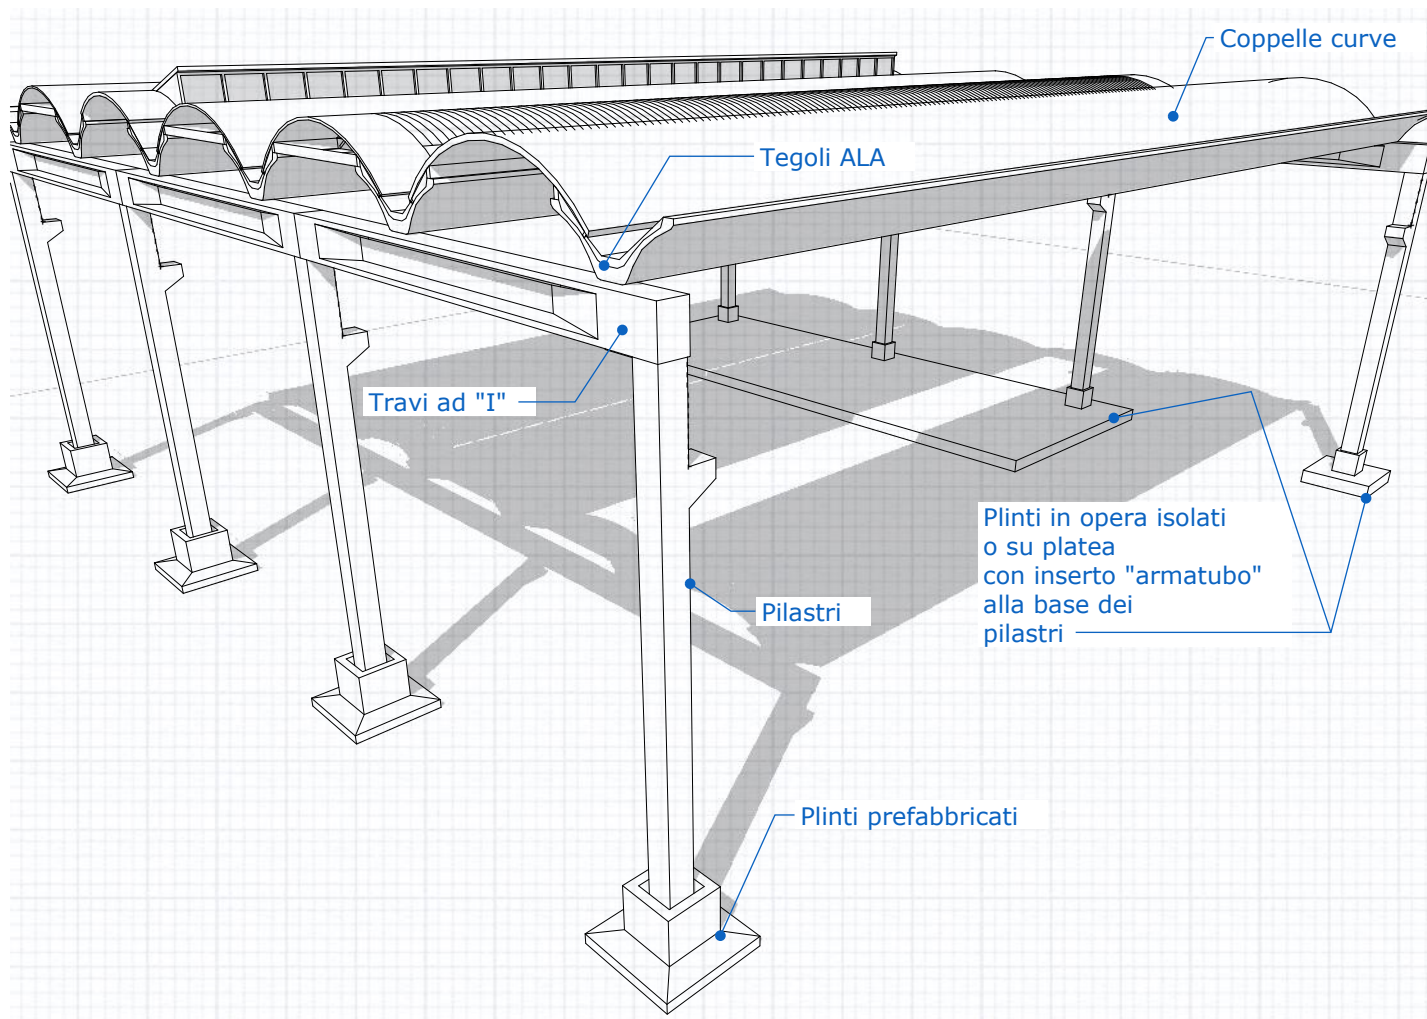 Coppelle curve
Tegoli ALA
Travi ad "I"
Plinti in opera isolati
o su platea
con inserto "armatubo"
alla base dei
pilastri
Pilastri
Plinti prefabbricati